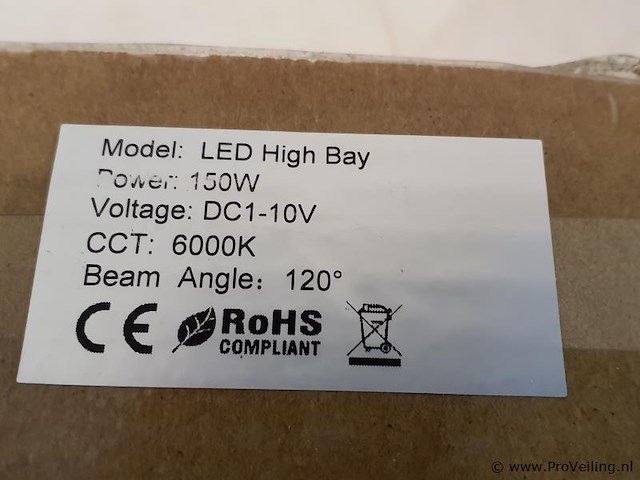 Model: LED High Bay
Power: 150W
Voltage: DC1-10V
CCT: 6000K
Beam Angle: 120°
CE RoHS
COMPLIANT
© www.ProVeiling.nl